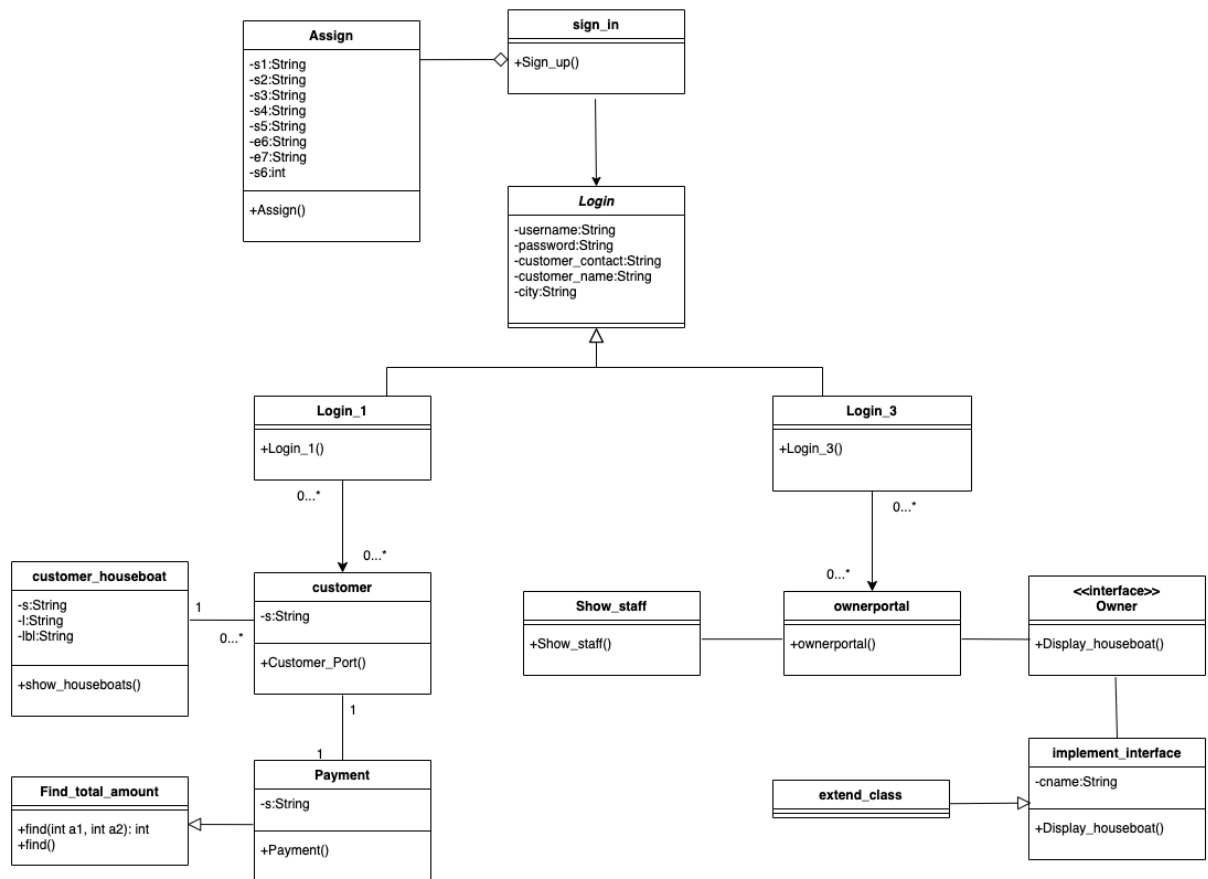 Assign
-s1:String
-s2:String
-s3:String
-s4:String
-s5:String
-e6:String
-e7:String
-s6:int
+Assign()
sign_in
+Sign_up()
Login
-username:String
-password:String
-customer_contact:String
-customer_name:String
-city:String
Login_1
+Login_1()
Login_3
+Login_3()
0...*
0...*
0...*
0...*
customer_houseboat
-s:String
-l:String
-lbl:String
+show_houseboats()
1
0...*
customer
-s:String
+Customer_Port()
Show_staff
+Show_staff()
ownerportal
+ownerportal()
<<interface>>
Owner
+Display_houseboat()
1
1
Find_total_amount
+find(int a1, int a2): int
+find()
Payment
-s:String
+Payment()
extend_class
implement_interface
-cname:String
+Display_houseboat()